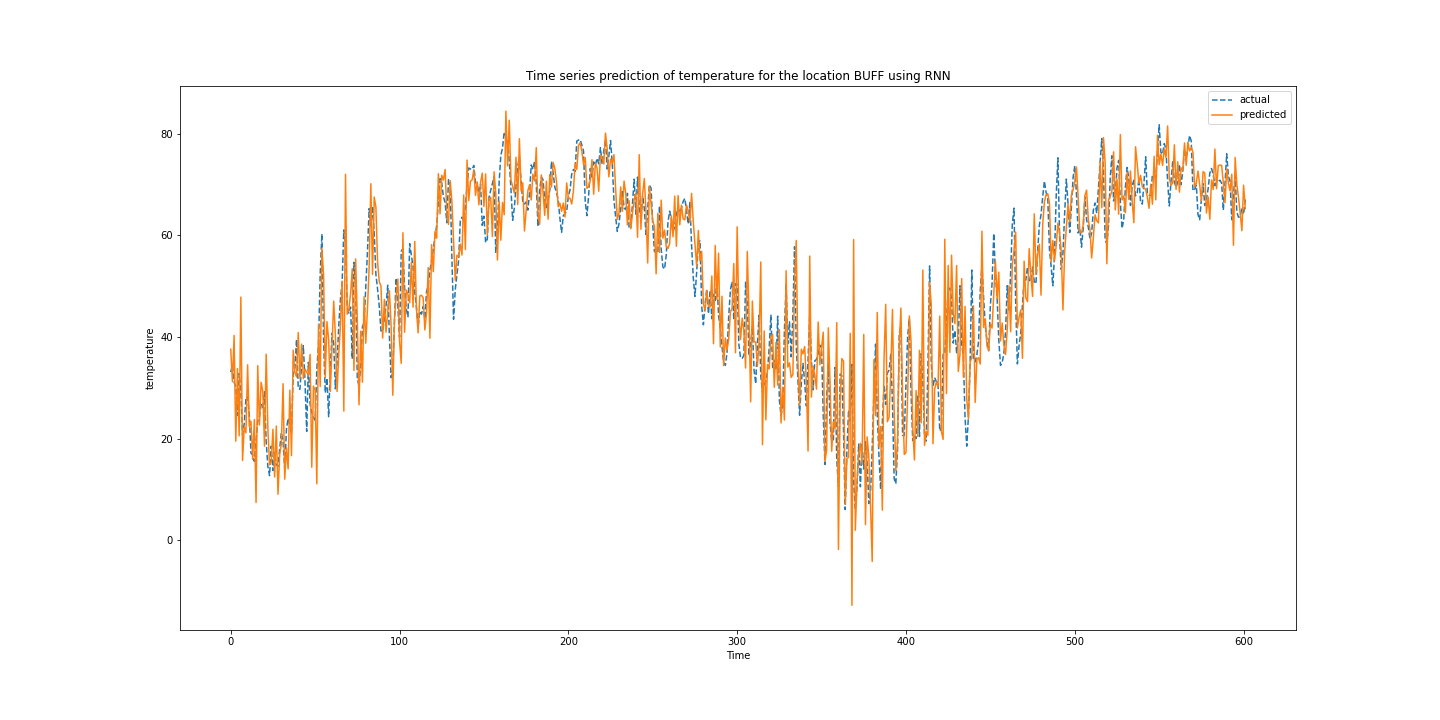 Time series prediction of temperature for the location BUFF using RNN
actual
predicted
80
60
40
20
0
temperature
0
100
200
300
400
500
600
Time